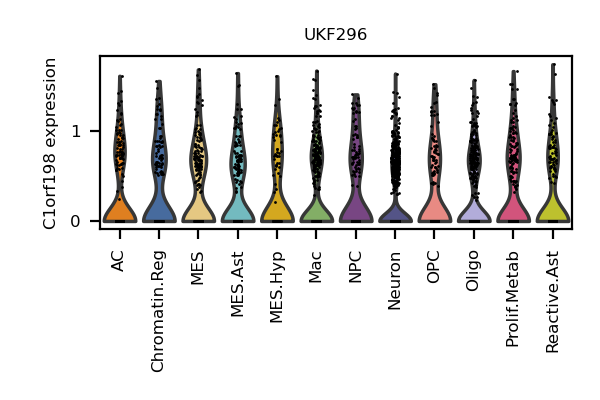 UKF296
C1orf198 expression
1
0
AC
Chromatin.Reg
MES
MES.Ast
MES.Hyp
Mac
NPC
Neuron
OPC
Oligo
Prolif.Metab
Reactive.Ast